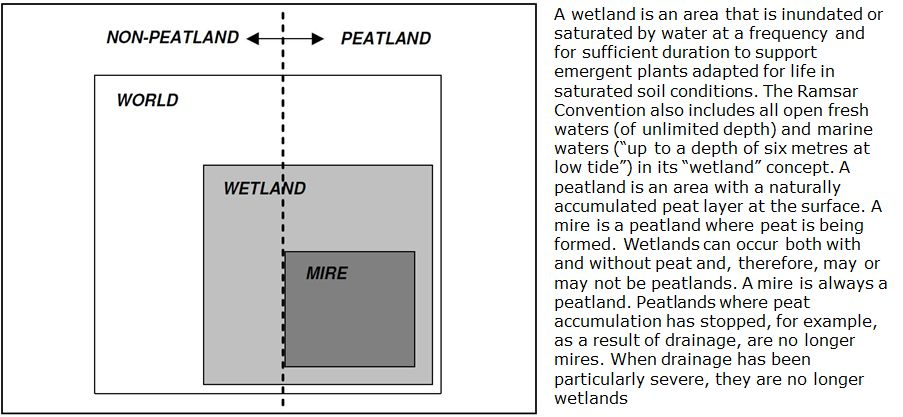 NON-PEATLAND
PEATLAND
WORLD
WETLAND
MIRE
A wetland is an area that is inundated or
saturated by water at a frequency and
for sufficient duration to support
emergent plants adapted for life in
saturated soil conditions. The Ramsar
Convention also includes all open fresh
waters (of unlimited depth) and marine
waters (“up to a depth of six metres at
low tide”) in its “wetland” concept. A
peatland is an area with a naturally
accumulated peat layer at the surface. A
mire is a peatland where peat is being
formed. Wetlands can occur both with
and without peat and, therefore, may or
may not be peatlands. A mire is always a
peatland. Peatlands where peat
accumulation has stopped, for example,
as a result of drainage, are no longer
mires. When drainage has been
particularly severe, they are no longer
wetlands